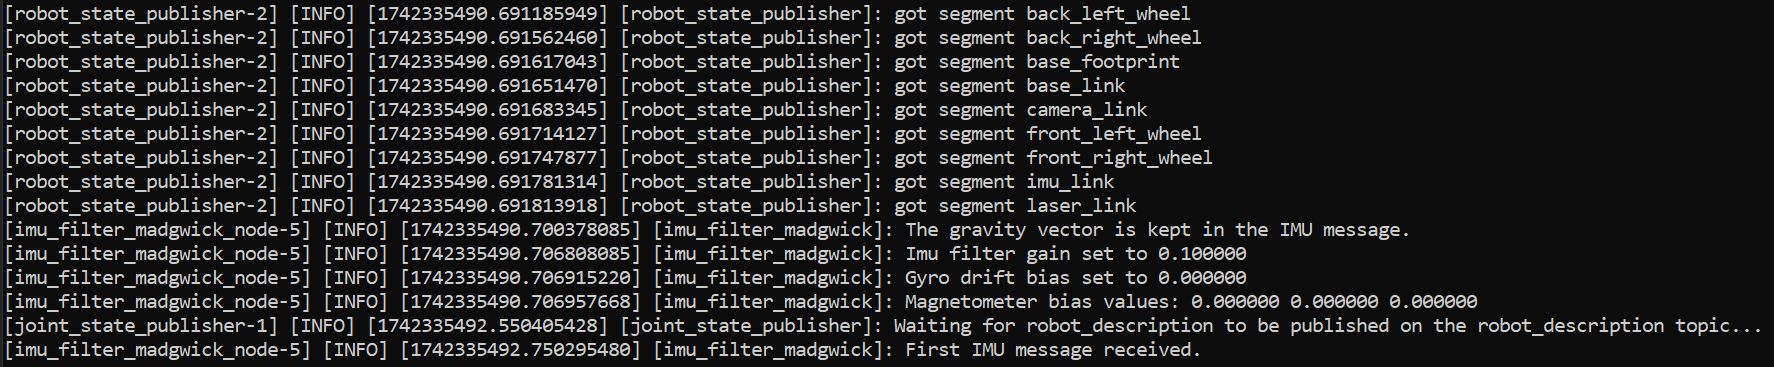 [robot_state_publisher-2] [INFO] [1742335490.691185949] [robot_state_publisher]: got segment back_left_wheel
[robot_state_publisher-2] [INFO] [1742335490.691562460] [robot_state_publisher]: got segment back_right_wheel
[robot_state_publisher-2] [INFO] [1742335490.691617043] [robot_state_publisher]: got segment base_footprint
[robot_state_publisher-2] [INFO] [1742335490.691651470] [robot_state_publisher]: got segment base_link
[robot_state_publisher-2] [INFO] [1742335490.691683345] [robot_state_publisher]: got segment camera_link
[robot_state_publisher-2] [INFO] [1742335490.691714127] [robot_state_publisher]: got segment front_left_wheel
[robot_state_publisher-2] [INFO] [1742335490.691747877] [robot_state_publisher]: got segment front_right_wheel
[robot_state_publisher-2] [INFO] [1742335490.691781314] [robot_state_publisher]: got segment imu_link
[robot_state_publisher-2] [INFO] [1742335490.691813918] [robot_state_publisher]: got segment laser_link
[imu_filter_madgwick_node-5] [INFO] [1742335490.700378085] [imu_filter_madgwick]: The gravity vector is kept in the IMU message.
[imu_filter_madgwick_node-5] [INFO] [1742335490.706808085] [imu_filter_madgwick]: Imu filter gain set to 0.100000
[imu_filter_madgwick_node-5] [INFO] [1742335490.706915220] [imu_filter_madgwick]: Gyro drift bias set to 0.000000
[imu_filter_madgwick_node-5] [INFO] [1742335490.706957668] [imu_filter_madgwick]: Magnetometer bias values: 0.000000 0.000000 0.000000
[joint_state_publisher-1] [INFO] [1742335492.550405428] [joint_state_publisher]: Waiting for robot_description to be published on the robot_description topic...
[imu_filter_madgwick_node-5] [INFO] [1742335492.750295480] [imu_filter_madgwick]: First IMU message received.